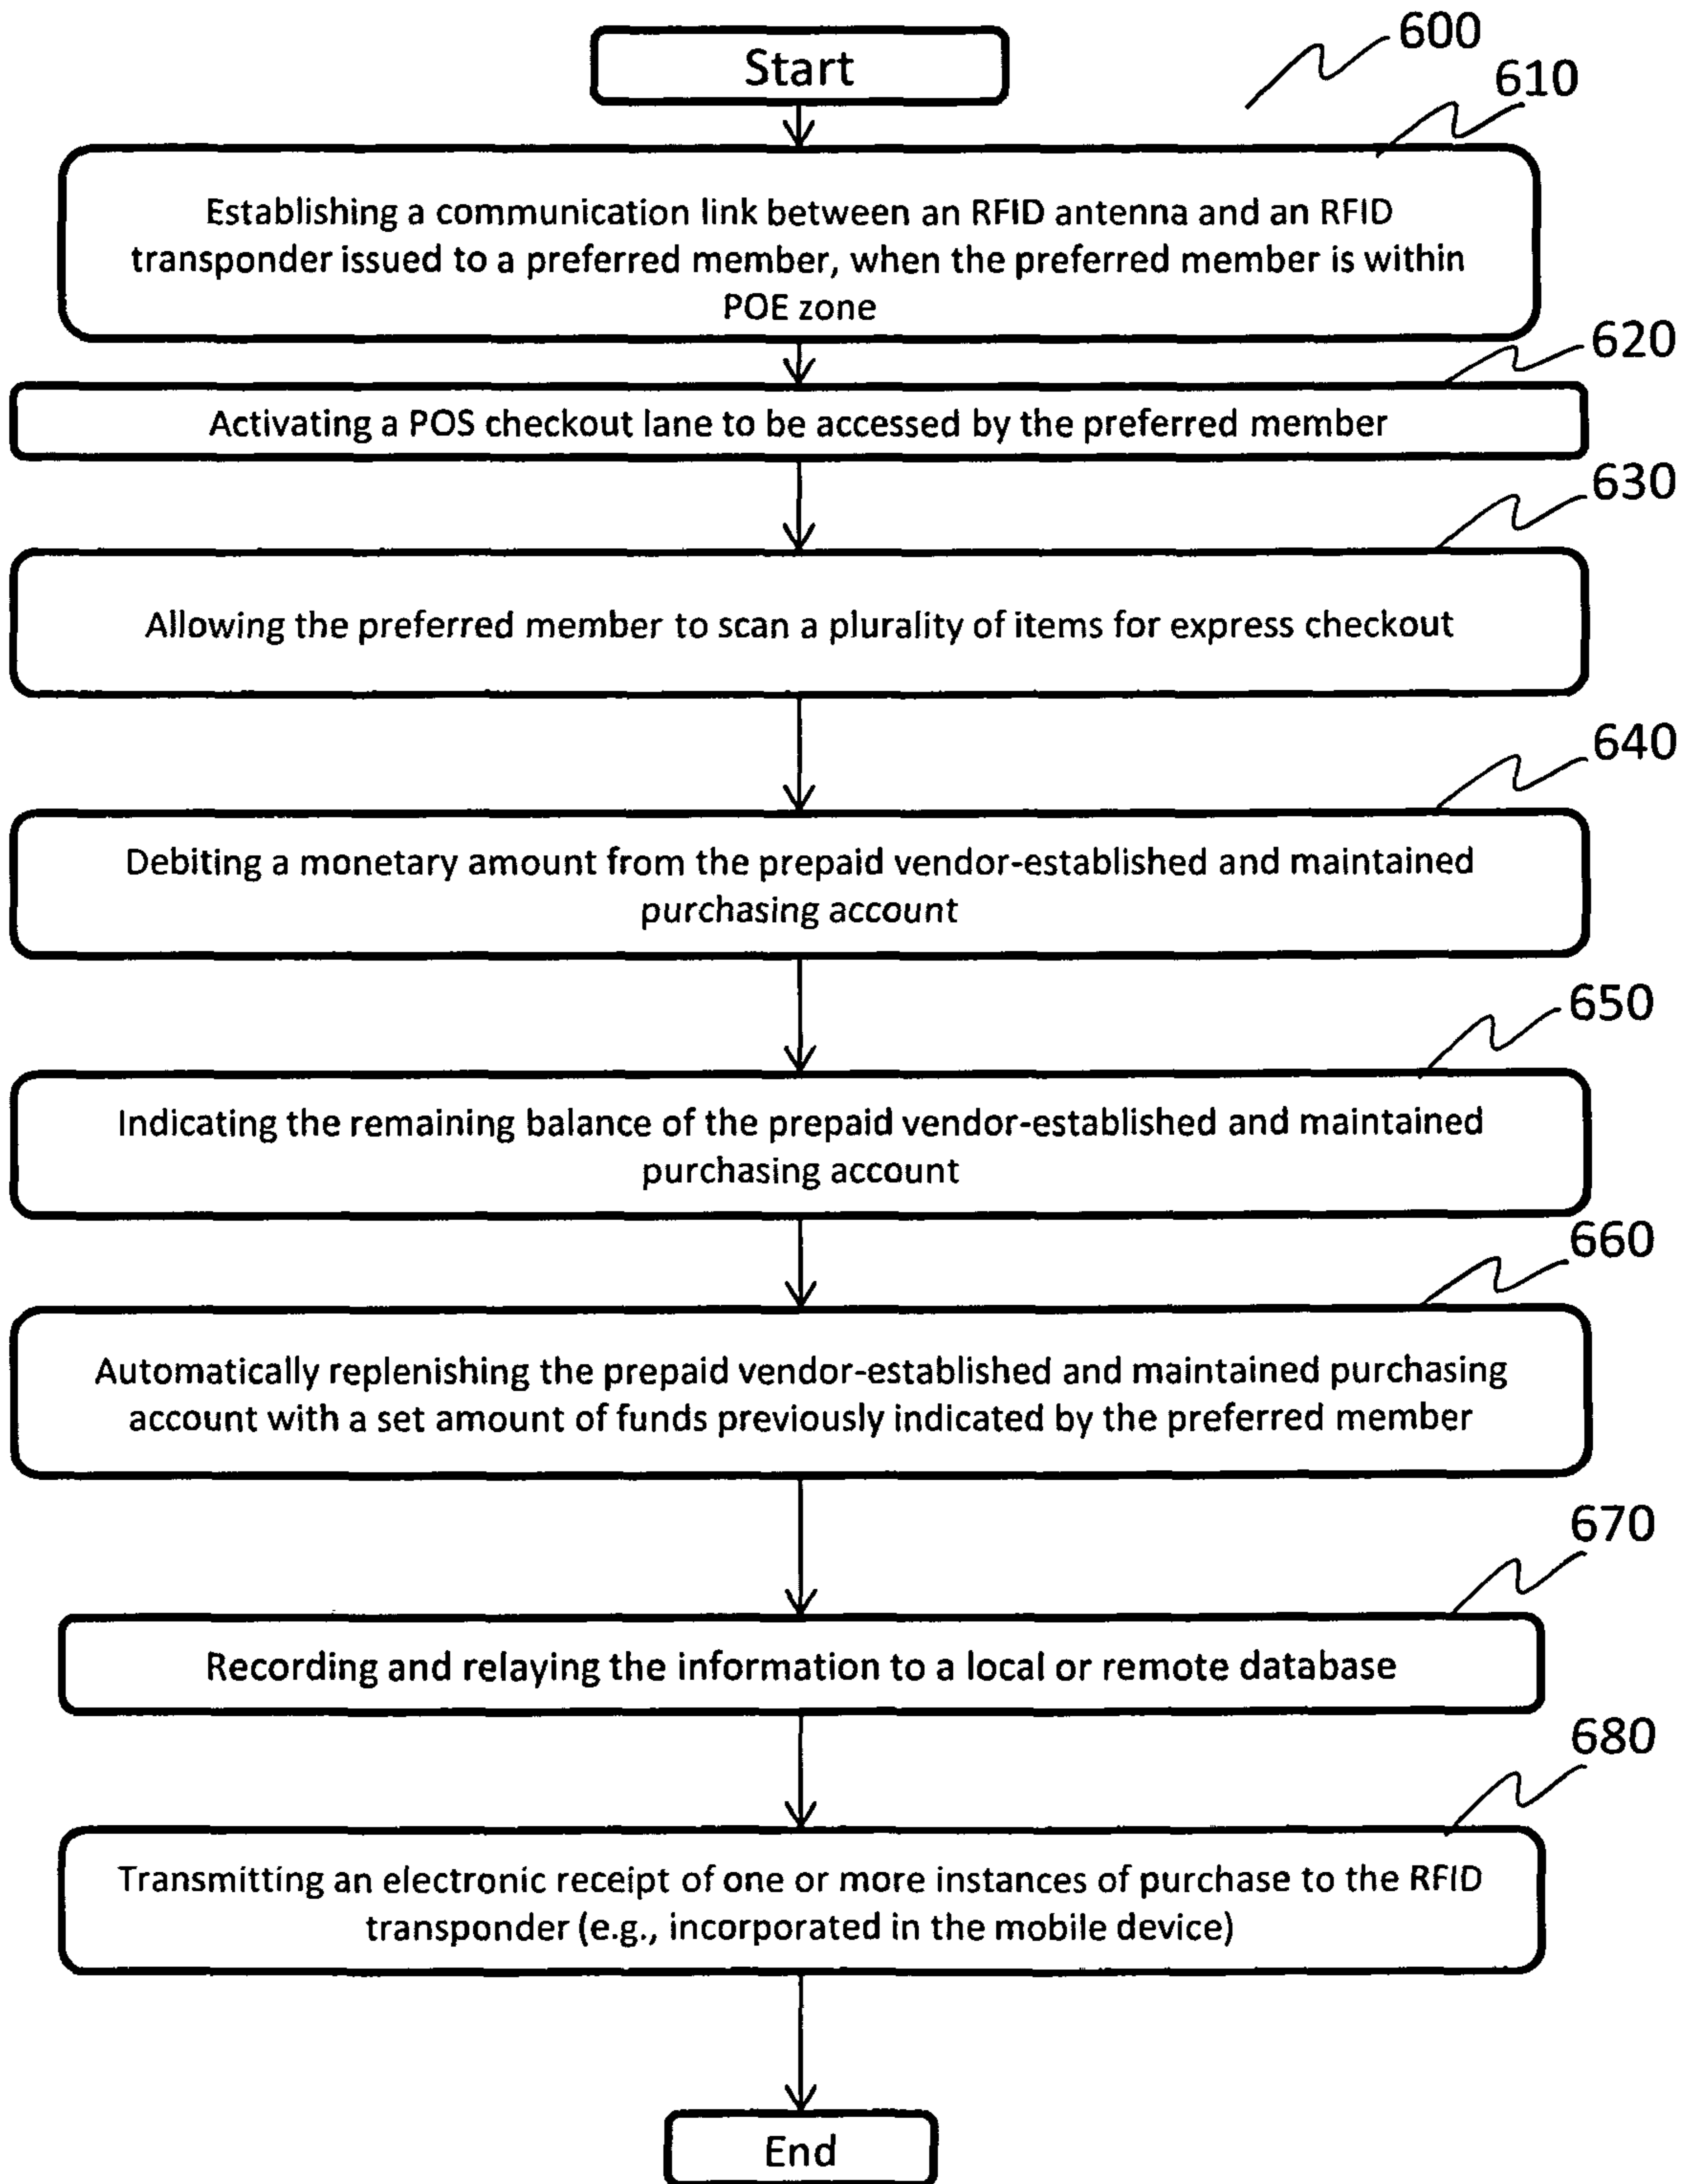 Start
600
610
Establishing a communication link between an RFID antenna and an RFID
transponder issued to a preferred member, when the preferred member is within
POE zone
620
Activating a POS checkout lane to be accessed by the preferred member
630
Allowing the preferred member to scan a plurality of items for express checkout
640
Debiting a monetary amount from the prepaid vendor-established and maintained
purchasing account
650
Indicating the remaining balance of the prepaid vendor-established and maintained
purchasing account
660
Automatically replenishing the prepaid vendor-established and maintained purchasing
account with a set amount of funds previously indicated by the preferred member
670
Recording and relaying the information to a local or remote database
680
Transmitting an electronic receipt of one or more instances of purchase to the RFID
transponder (e.g., incorporated in the mobile device)
End